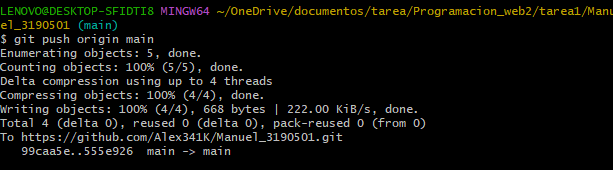 LENOVO@DESKTOP-SFIDTI8 MINGW64 ~/OneDrive/documentos/tarea/Programacion_web2/tarea1/Manu
el_3190501 (main)
$ git push origin main
Enumerating objects: 5, done.
Counting objects: 100% (5/5), done.
Delta compression using up to 4 threads
Compressing objects: 100% (4/4), done.
Writing objects: 100% (4/4), 668 bytes | 222.00 KiB/s, done.
Total 4 (delta 0), reused 0 (delta 0), pack-reused 0 (from 0)
To https://github.com/Alex341K/Manuel_3190501.git
   99caa5e..555e926  main -> main